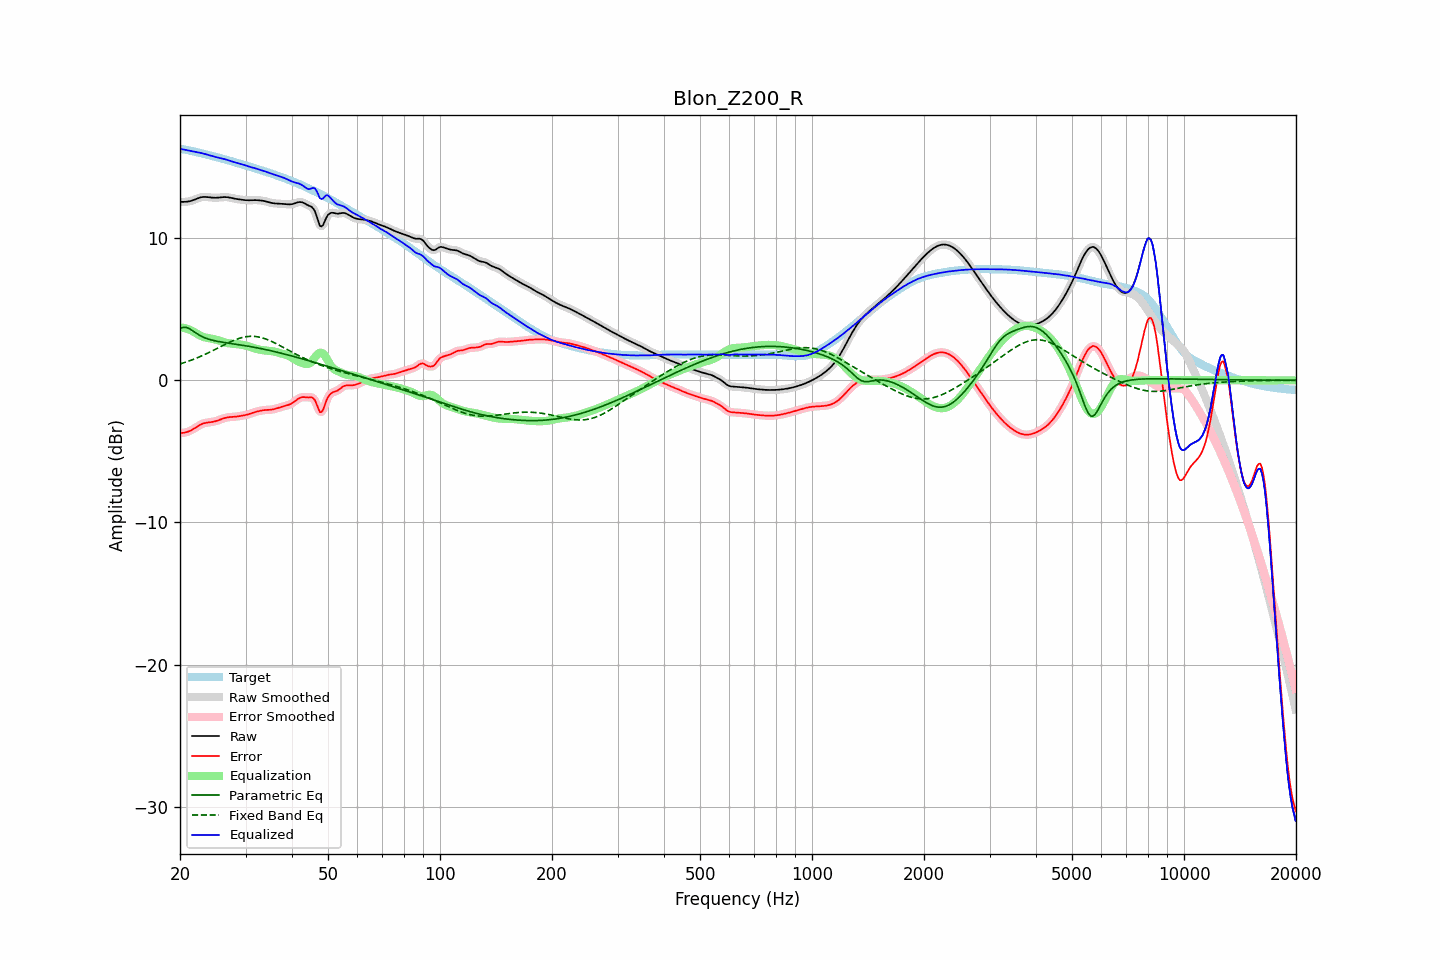 Blon_Z200_R
Amplitude (dBr)
10
0
−10
−20
−30
Target
Raw Smoothed
Error Smoothed
Raw
Error
Equalization
Parametric Eq
Fixed Band Eq
Equalized
20 50 100 200 500 1000 2000 5000 10000 20000
Frequency (Hz)